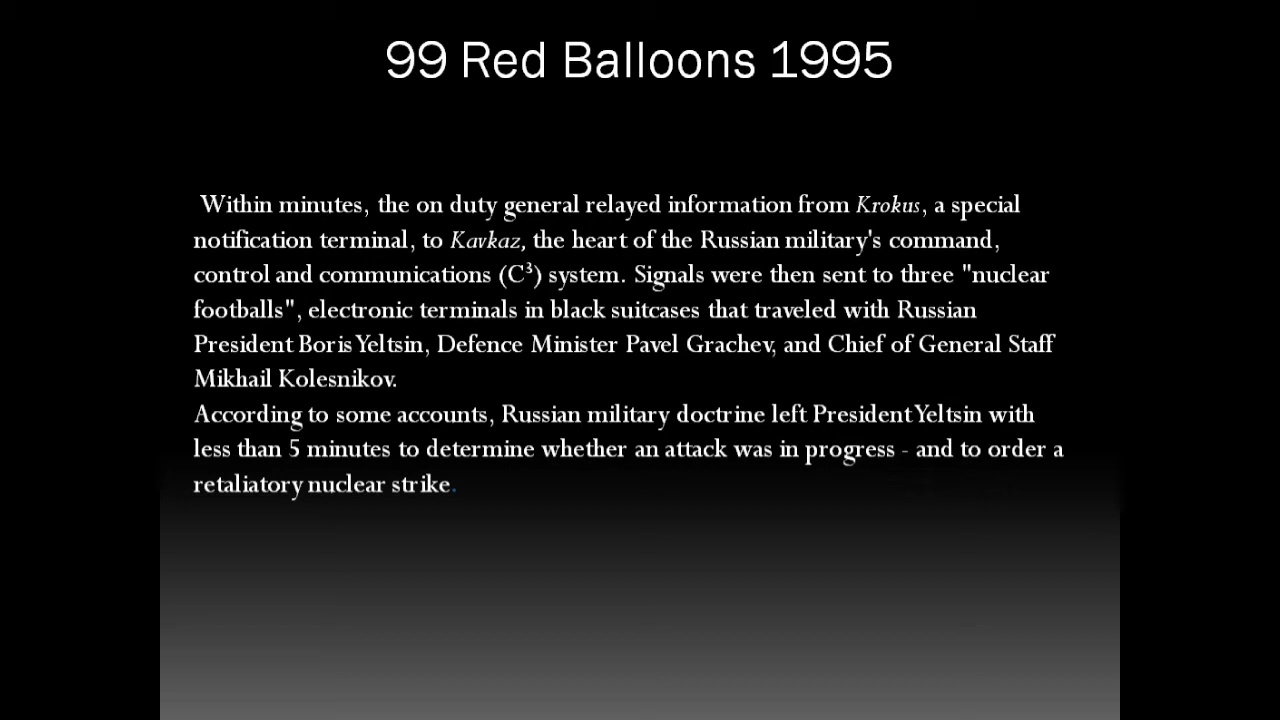 99 Red Balloons 1995
Within minutes, the on duty general relayed information from Krokus, a special
notification terminal, to Kavkaz, the heart of the Russian military's command,
control and communications (C³) system. Signals were then sent to three "nuclear
footballs", electronic terminals in black suitcases that traveled with Russian
President Boris Yeltsin, Defence Minister Pavel Grachev, and Chief of General Staff
Mikhail Kolesnikov.
According to some accounts, Russian military doctrine left President Yeltsin with
less than 5 minutes to determine whether an attack was in progress - and to order a
retaliatory nuclear strike.